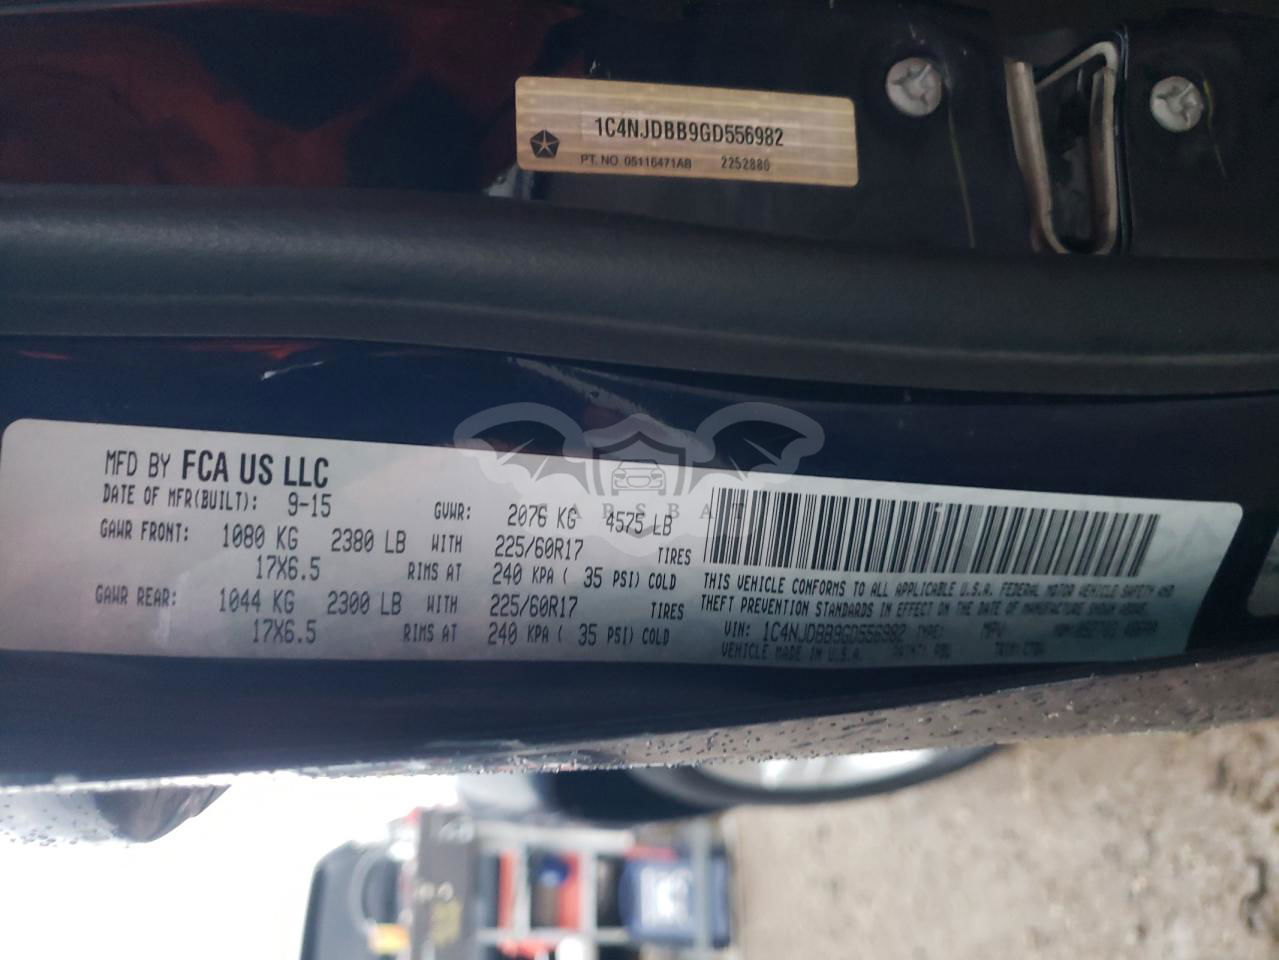 1C4NJDBB9GD556982
PT. NO. 05116471AB 2252880
MFD BY FCA US LLC
DATE OF MFR(BUILT): 9-15 GVWR: 2076 KG 4575 LB
GAWR FRONT: 1080 KG 2380 LB WITH 225/60R17 TIRES
17X6.5 RIMS AT 240 KPA ( 35 PSI) COLD
GAWR REAR: 1044 KG 2300 LB WITH 225/60R17 TIRES
17X6.5 RIMS AT 240 KPA ( 35 PSI) COLD
THIS VEHICLE CONFORMS TO ALL APPLICABLE U.S.A. FEDERAL MOTOR VEHICLE SAFETY AND
THEFT PREVENTION STANDARDS IN EFFECT ON THE DATE OF MANUFACTURE SHOWN ABOVE.
VIN: 1C4NJDBB9GD556982 TYPE: MPV
VEHICLE MADE IN U.S.A. PAINT:
ABSBAT